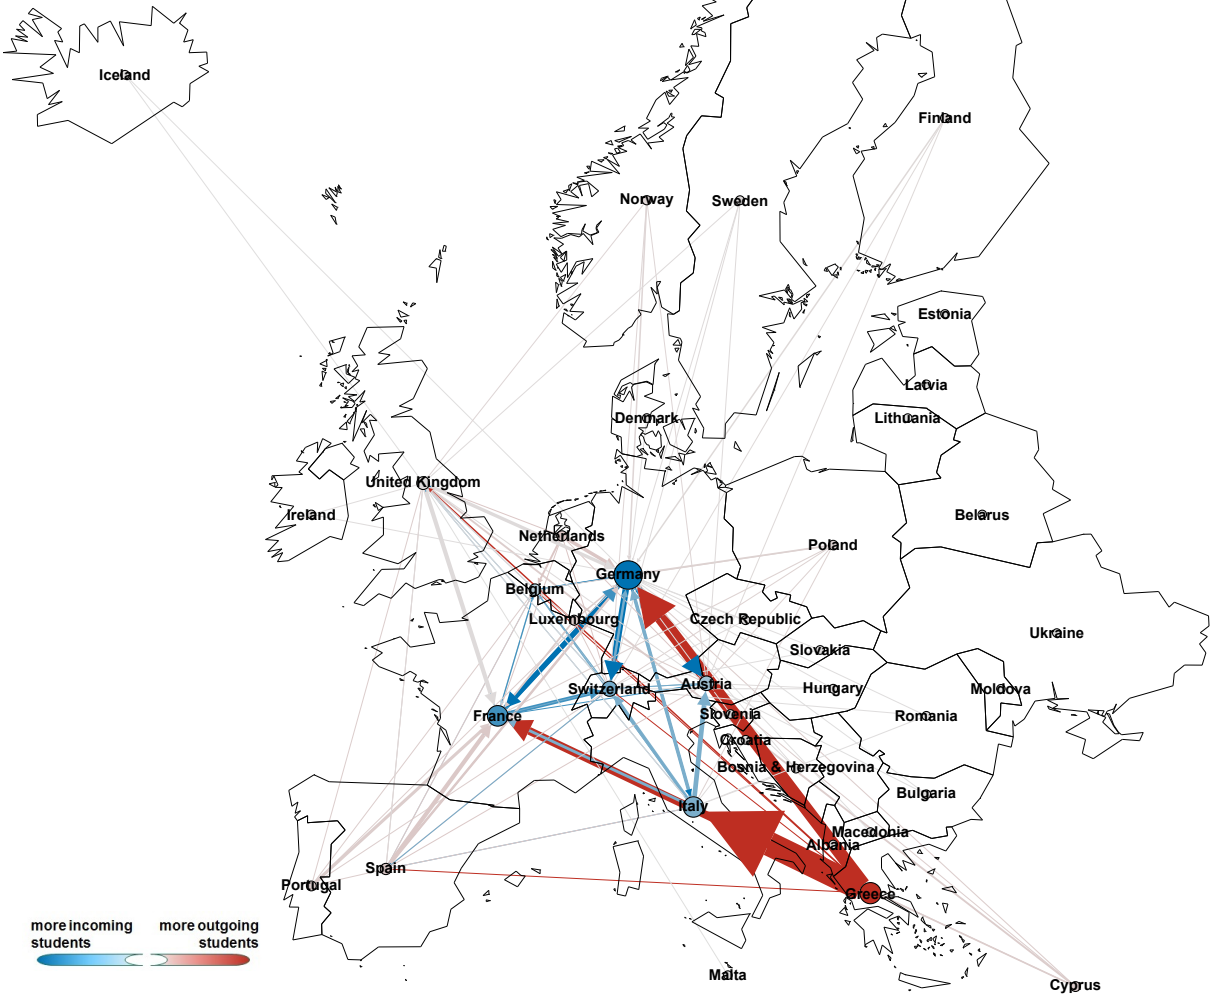 Iceland
Finland
Norway
Sweden
Estonia
Latvia
Denmark
Lithuania
United Kingdom
Ireland
Belarus
Netherlands
Poland
Germany
Belgium
Luxembourg
Czech Republic
Ukraine
Slovakia
Switzerland
Austria
Hungary
Moldova
France
Slovenia
Romania
Croatia
Bosnia & Herzegovina
Bulgaria
Italy
Macedonia
Albania
Spain
Portugal
Greece
more incoming
students
more outgoing
students
Malta
Cyprus